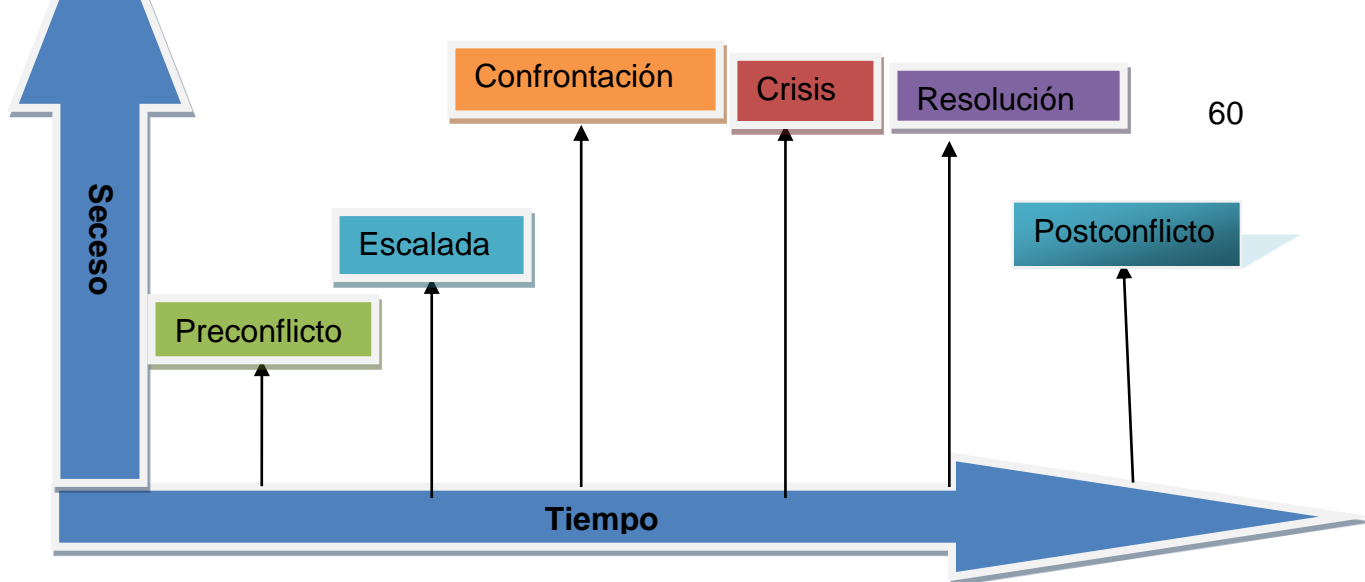 Confrontación
Crisis
Resolución
60
Seceso
Escalada
Postconflicto
Preconflicto
Tiempo